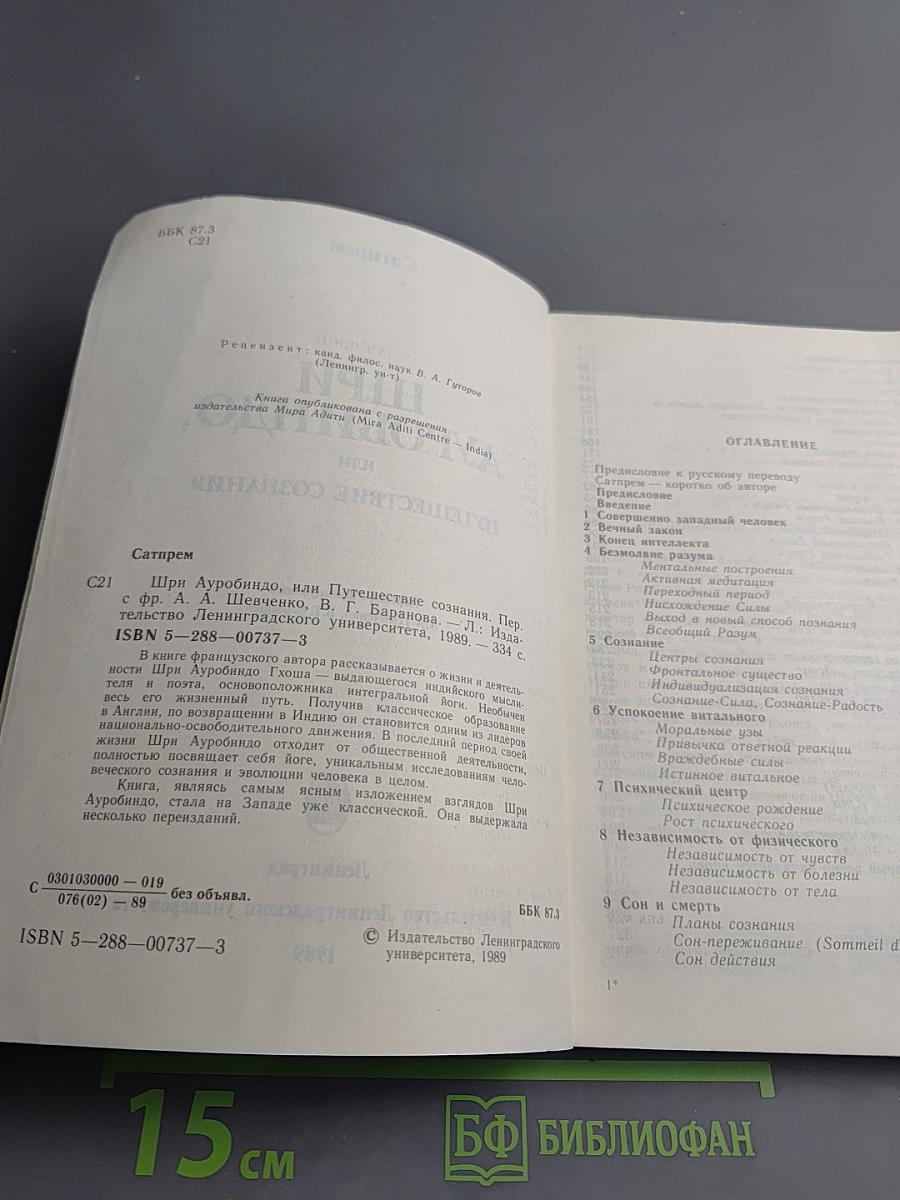 ББК 87.3
С21
Рецензент: канд. филос. наук В. А. Гуторов
(Ленингр. ун-т)
Книга опубликована с разрешения
издательства Мира Адити (Mira Aditi Centre — India)
Сатпрем
С21 Шри Ауробиндо, или Путешествие сознания. Пер.
с фр. А. А. Шевченко, В. Г. Баранова. — Л.: Изда-
тельство Ленинградского университета, 1989. — 334 с.
ISBN 5—288—00737—3
В книге французского автора рассказывается о жизни и деятель-
ности Шри Ауробиндо Гхоша — выдающегося индийского мысли-
теля и поэта, основоположника интегральной йоги. Необычен
весь его жизненный путь. Получив классическое образование
в Англии, по возвращении в Индию он становится одним из лидеров
национально-освободительного движения. В последний период своей
жизни Шри Ауробиндо отходит от общественной деятельности,
полностью посвящает себя йоге, уникальным исследованиям чело-
веческого сознания и эволюции человека в целом.
Книга, являясь самым ясным изложением взглядов Шри
Ауробиндо, стала на Западе уже классической. Она выдержала
несколько переизданий.
С 0301030000 — 019
076(02) — 89 без объявл.
ББК 87.3
ISBN 5—288—00737—3
© Издательство Ленинградского
университета, 1989
ОГЛАВЛЕНИЕ
Предисловие к русскому переводу
Сатпрем — коротко об авторе
Предисловие
Введение
1 Совершенно западный человек
2 Вечный закон
3 Конец интеллекта
4 Безмолвие разума
Ментальные построения
Активная медитация
Переходный период
Нисхождение Силы
Выход в новый способ познания
Всеобщий Разум
5 Сознание
Центры сознания
Фронтальное существо
Индивидуализация сознания
Сознание-Сила, Сознание-Радость
6 Успокоение витального
Моральные узы
Привычка ответной реакции
Враждебные силы
Истинное витальное
7 Психический центр
Психическое рождение
Рост психического
8 Независимость от физического
Независимость от чувств
Независимость от болезни
Независимость от тела
9 Сон и смерть
Планы сознания
Сон-переживание (Sommeil d'
Сон действия
1*
15 см
БФ БИБЛИОФАН